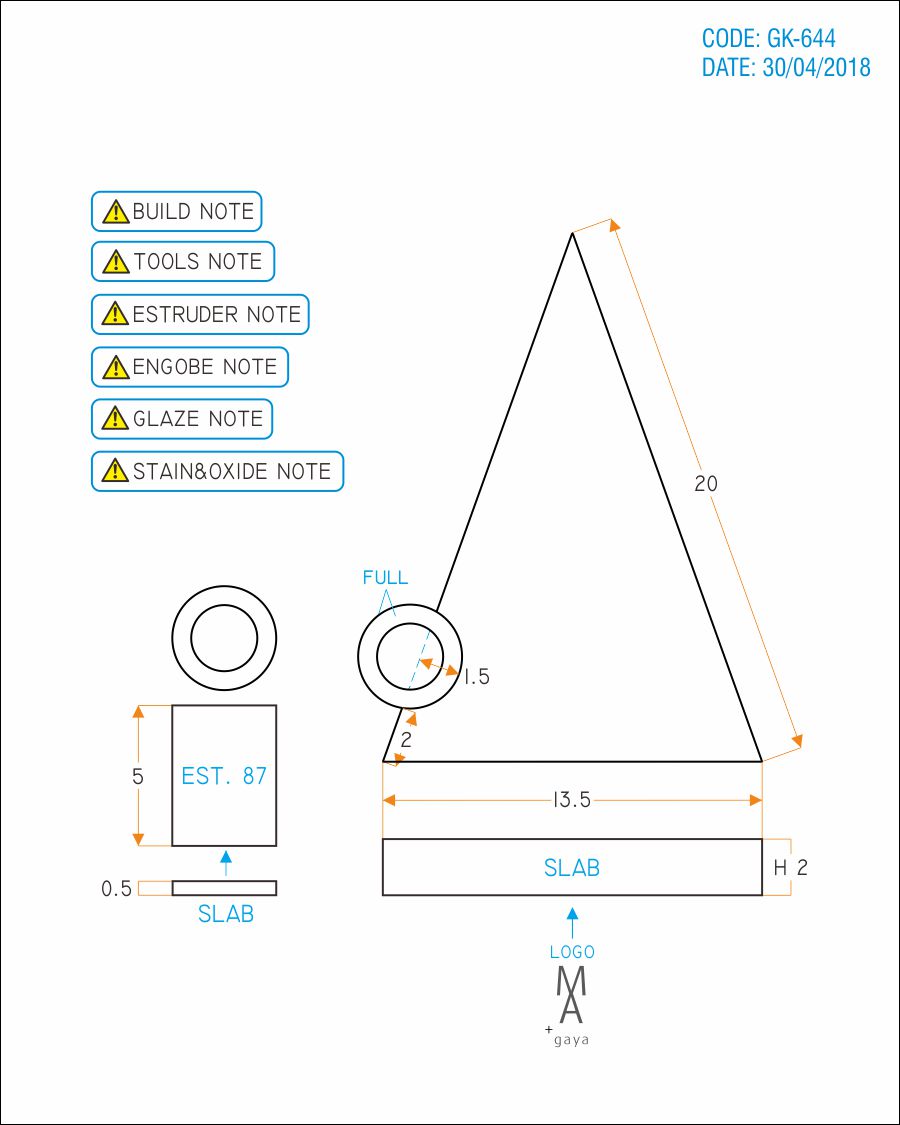 CODE: GK-644
DATE: 30/04/2018
BUILD NOTE
TOOLS NOTE
ESTRUDER NOTE
ENGOBE NOTE
GLAZE NOTE
STAIN&OXIDE NOTE
20
FULL
1.5
2
5
EST. 87
13.5
0.5
SLAB
SLAB
H 2
LOGO
MA
+
gaya